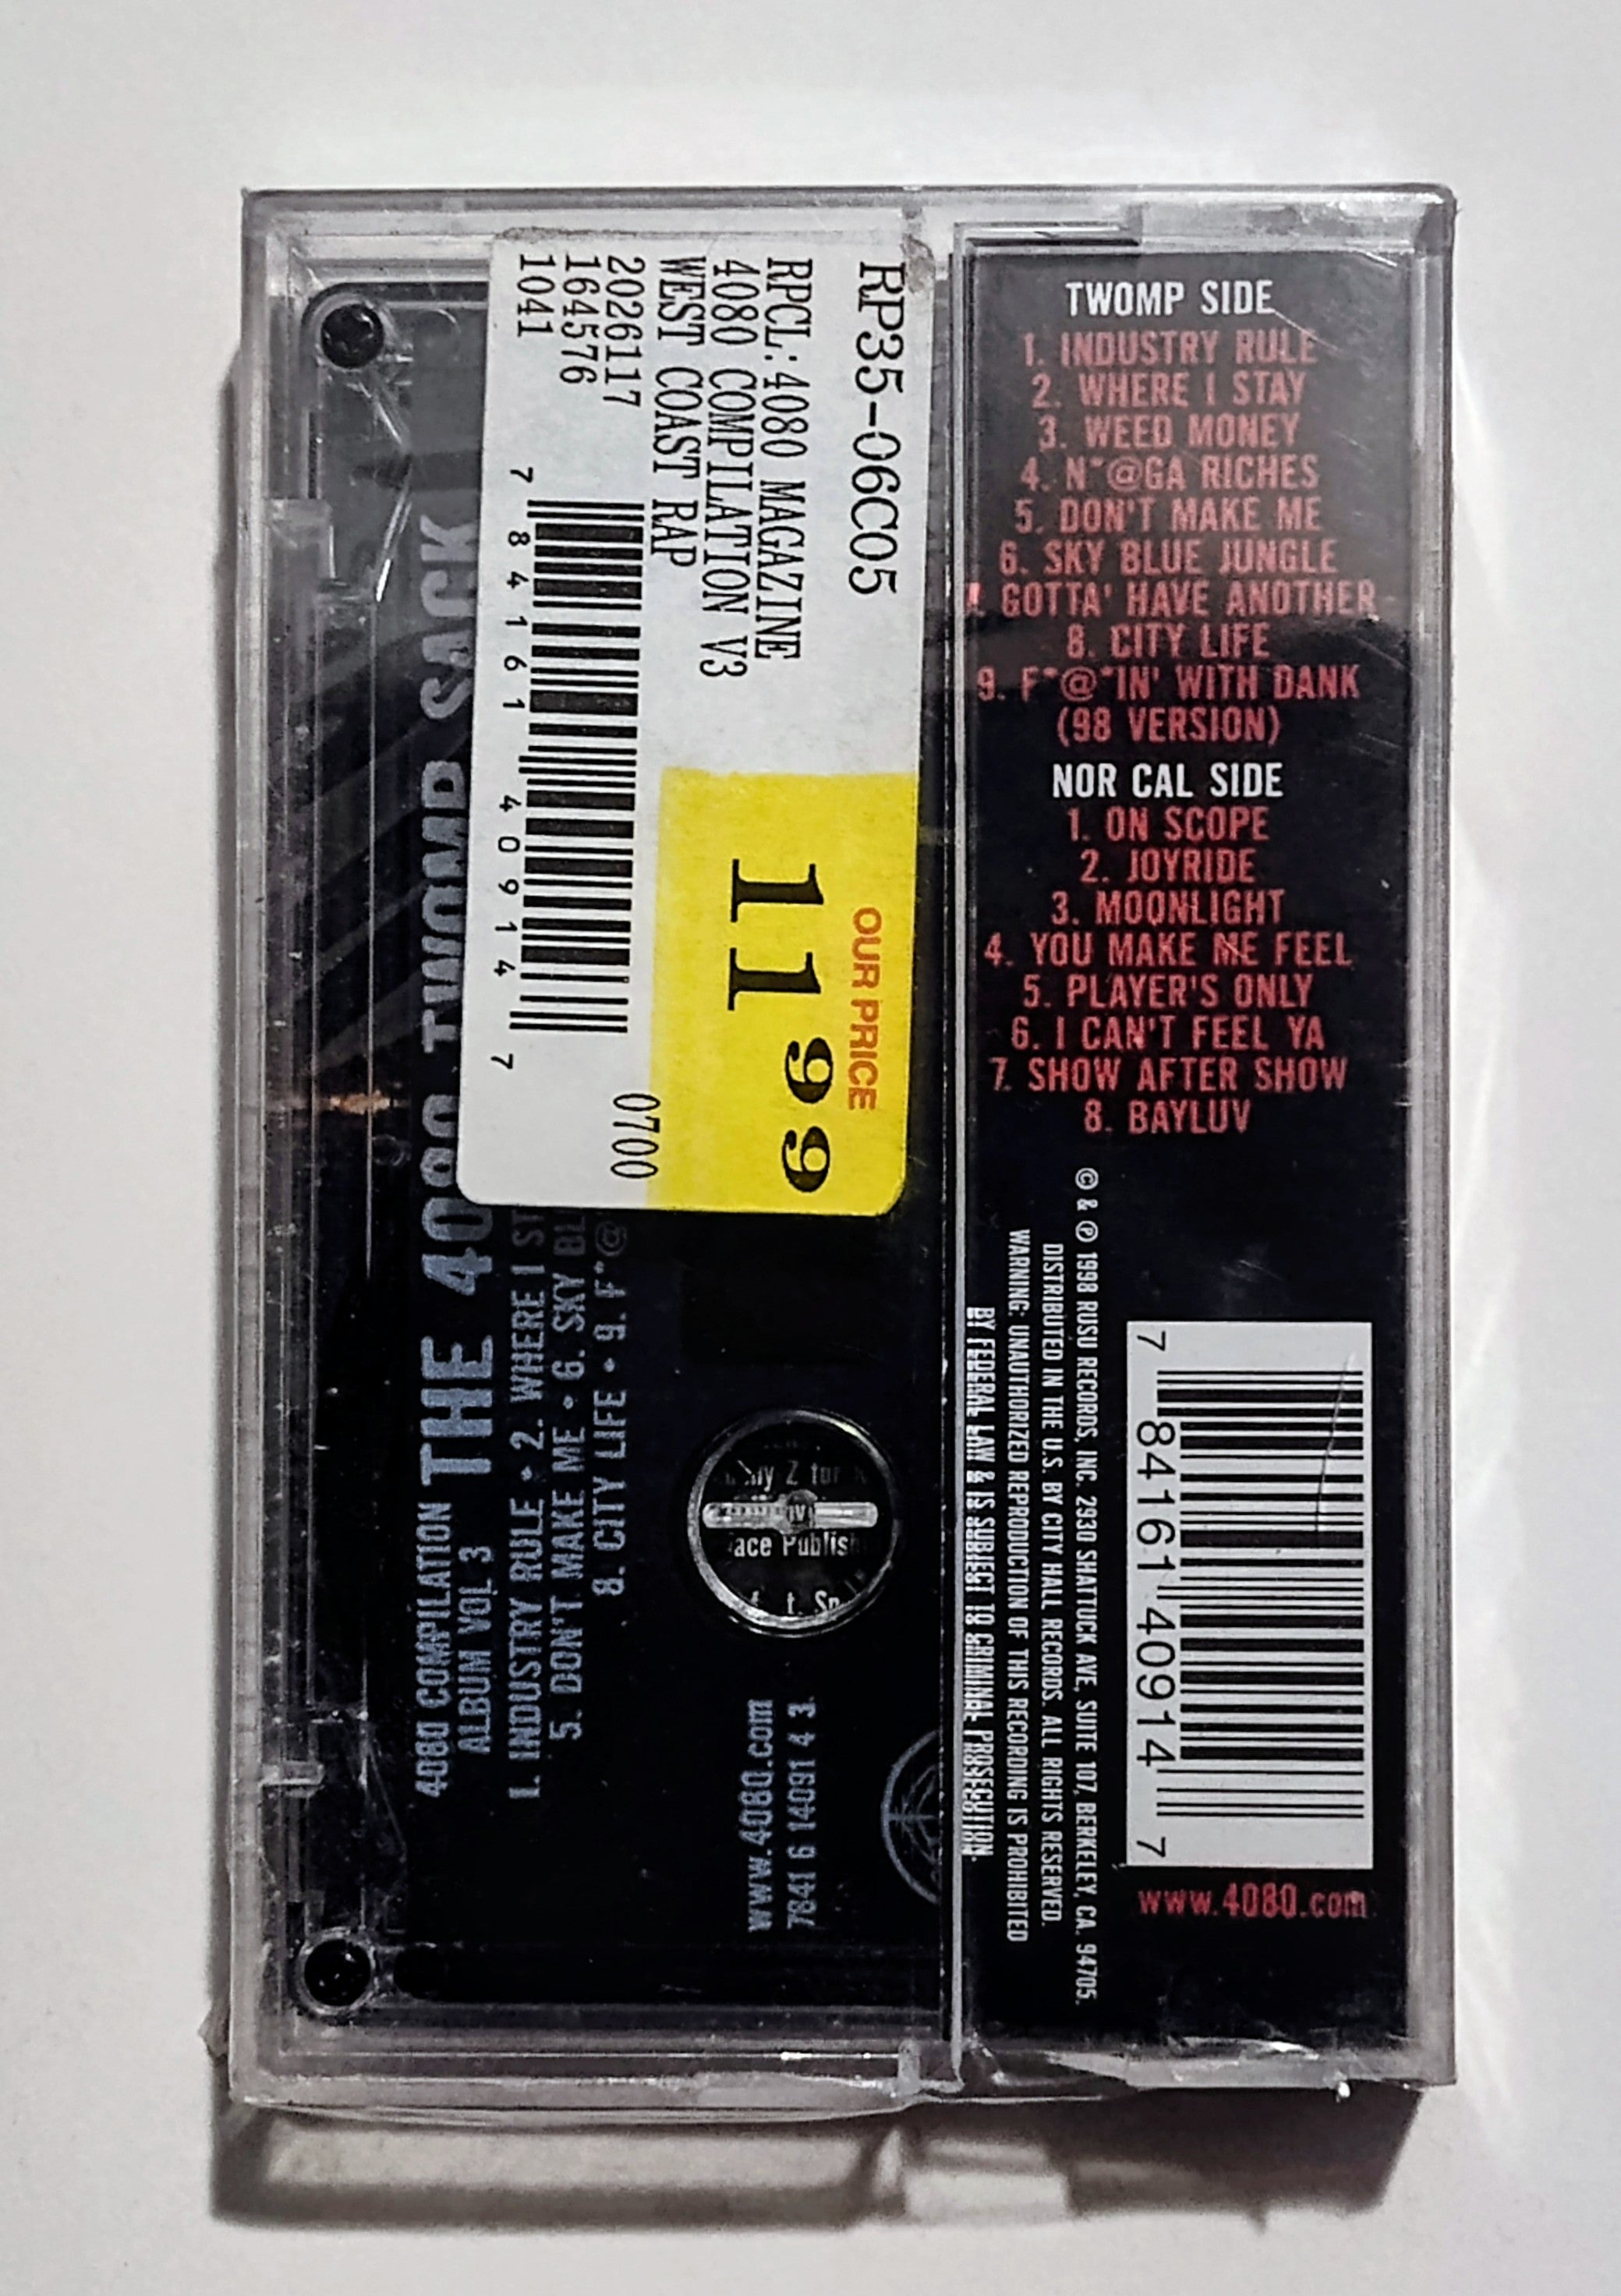 TWOMP SIDE
1. INDUSTRY RULE
2. WHERE I STAY
3. WEED MONEY
4. N*@GA RICHES
5. DON'T MAKE ME
6. SKY BLUE JUNGLE
7. GOTTA' HAVE ANOTHER
8. CITY LIFE
9. F*@*IN' WITH DANK
(98 VERSION)
NOR CAL SIDE
1. ON SCOPE
2. JOYRIDE
3. MOONLIGHT
4. YOU MAKE ME FEEL
5. PLAYER'S ONLY
6. I CAN'T FEEL YA
7. SHOW AFTER SHOW
8. BAYLUV
© & ℗ 1998 RUSU RECORDS, INC. 2930 SHATTUCK AVE, SUITE 107, BERKELEY, CA. 94705.
DISTRIBUTED IN THE U.S. BY CITY HALL RECORDS. ALL RIGHTS RESERVED.
WARNING: UNAUTHORIZED REPRODUCTION OF THIS RECORDING IS PROHIBITED
BY FEDERAL LAW & IS SUBJECT TO CRIMINAL PROSECUTION.
7 84161 40914 7
www.4080.com
RP35-06C05
RPCL:4080 MAGAZINE
4080 COMPILATION V3
WEST COAST RAP
2026117
164576
1041
7 84161 40914 7
0700
OUR PRICE
11 99
4080 COMPILATION
ALBUM VOL 3
THE 4080 TWOMP SACK
1. INDUSTRY RULE • 2. WHERE I ST
5. DON'T MAKE ME • 6. SKY BL
8. CITY LIFE • 9. F*@
www.4080.com
7841 6 14091 4 3
Z for
ace Publish